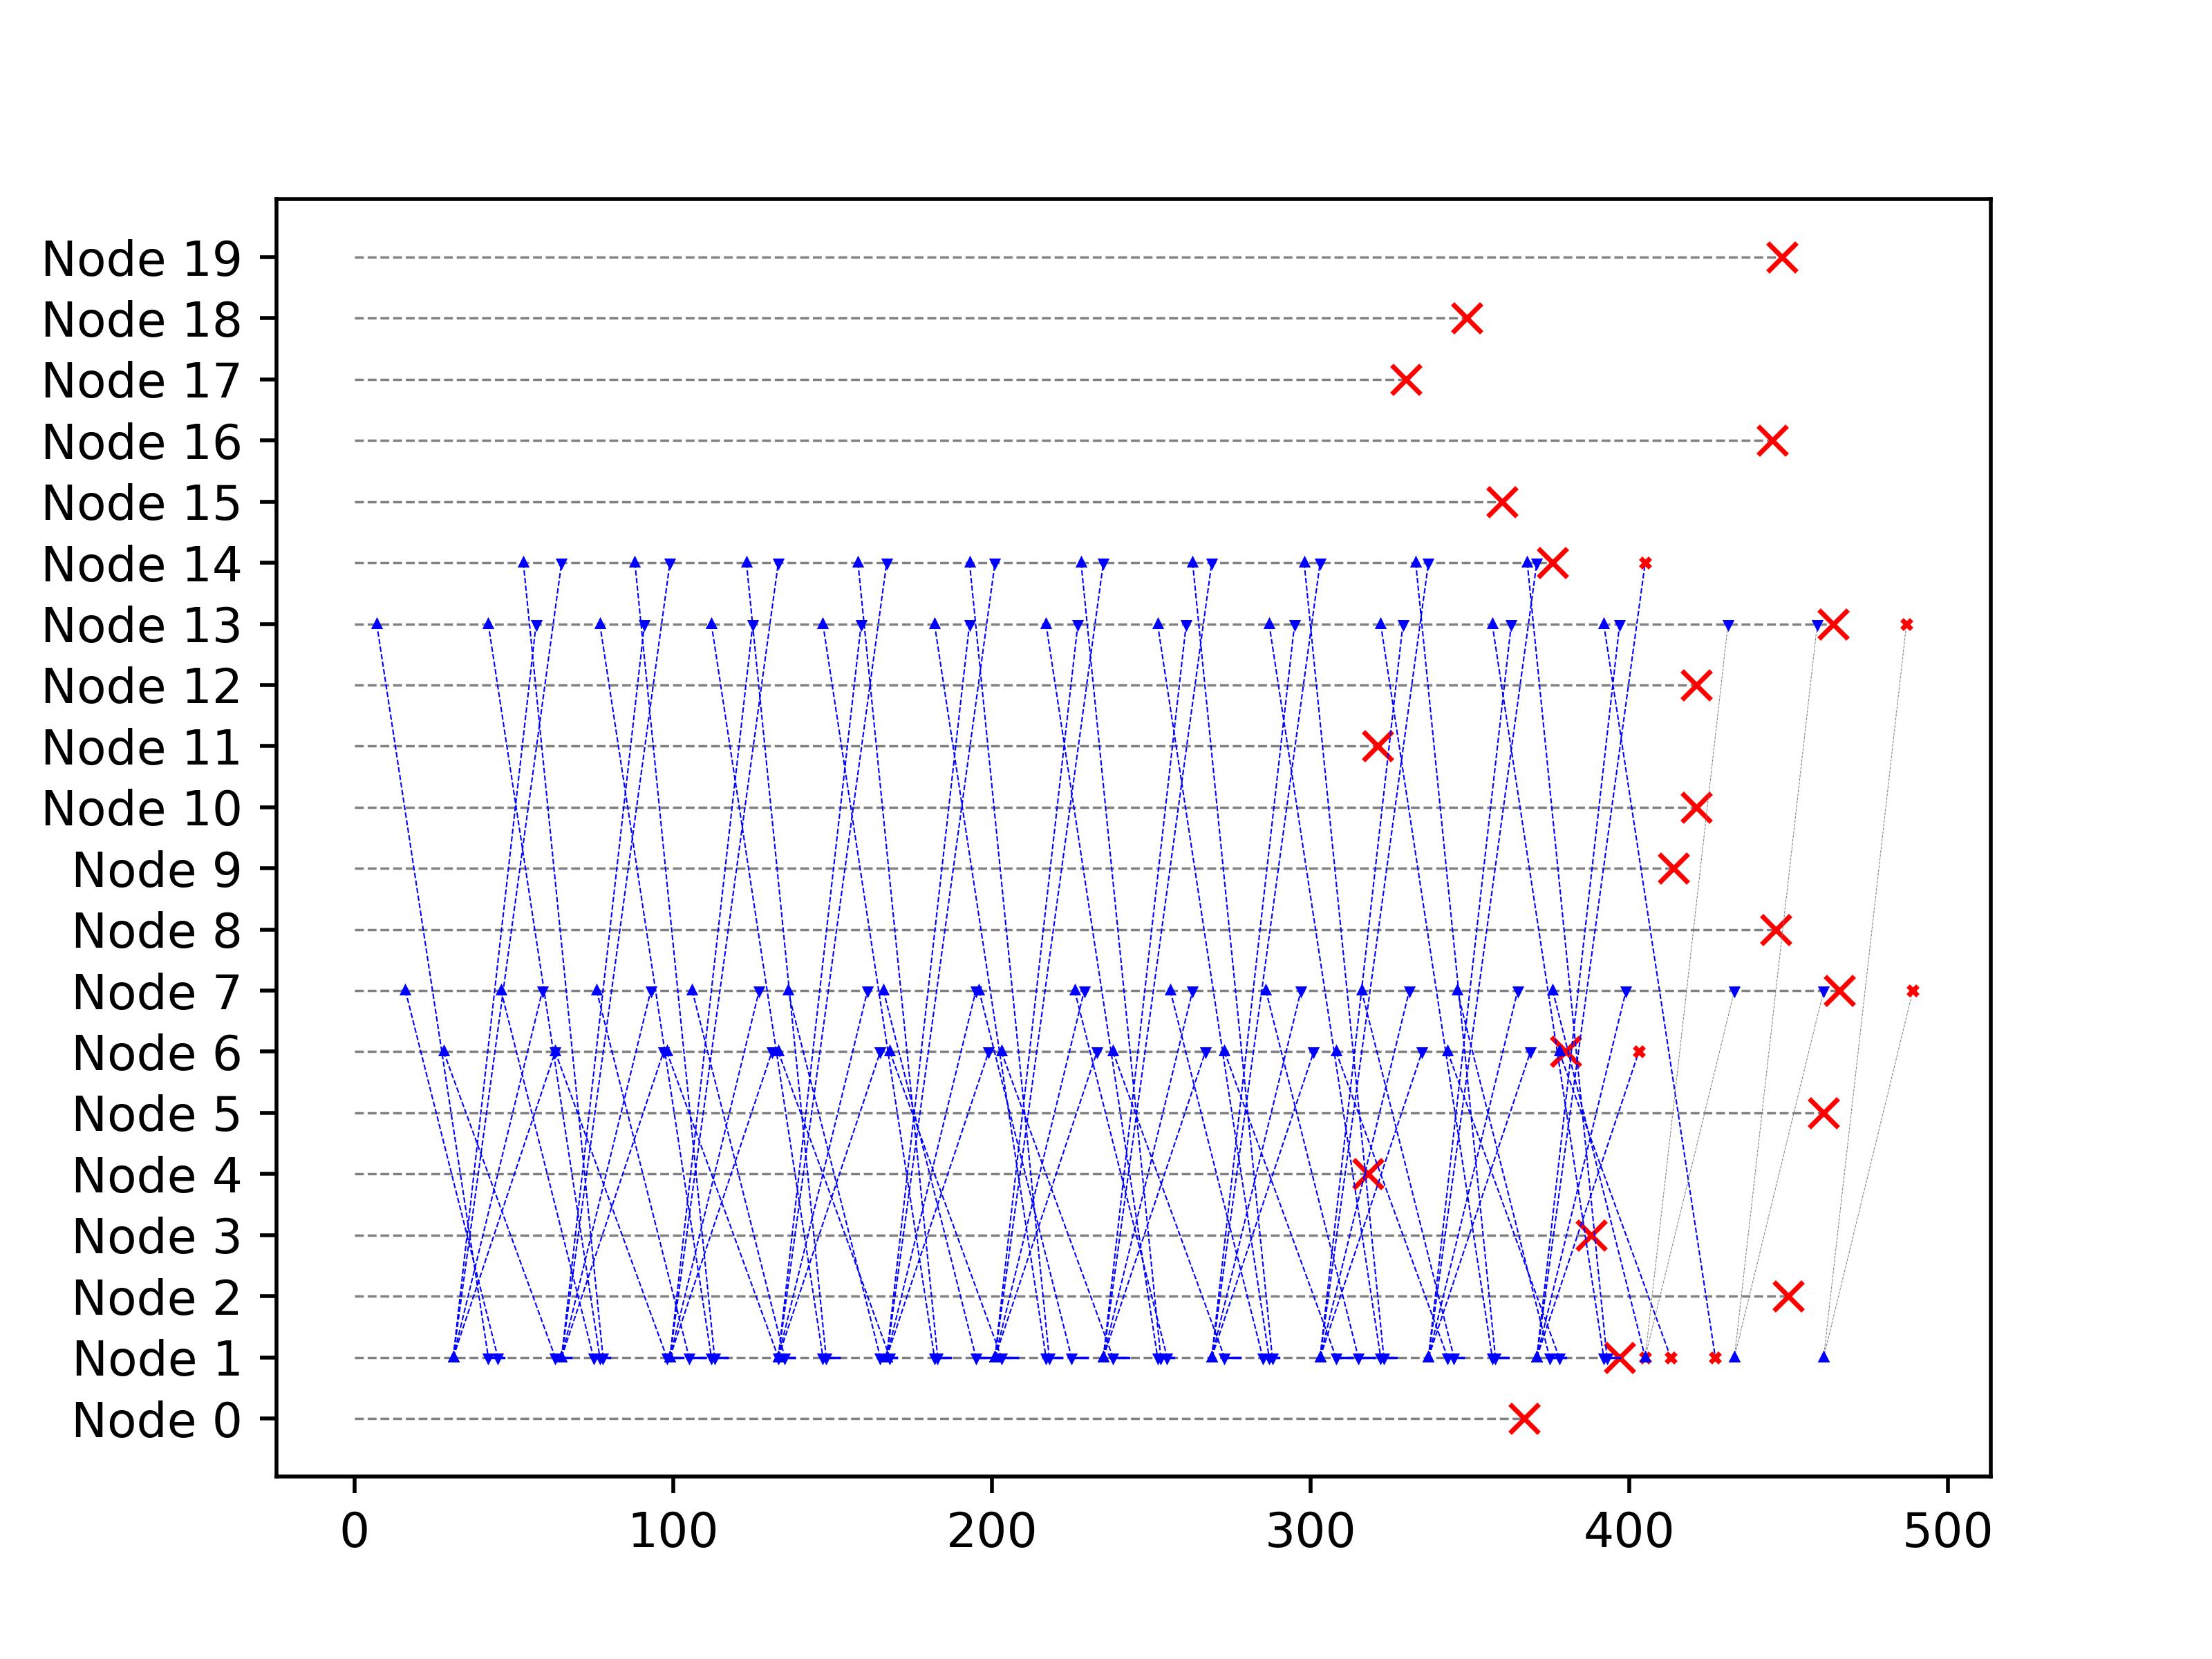 Node 19
Node 18
Node 17
Node 16
Node 15
Node 14
Node 13
Node 12
Node 11
Node 10
Node 9
Node 8
Node 7
Node 6
Node 5
Node 4
Node 3
Node 2
Node 1
Node 0
0 100 200 300 400 500